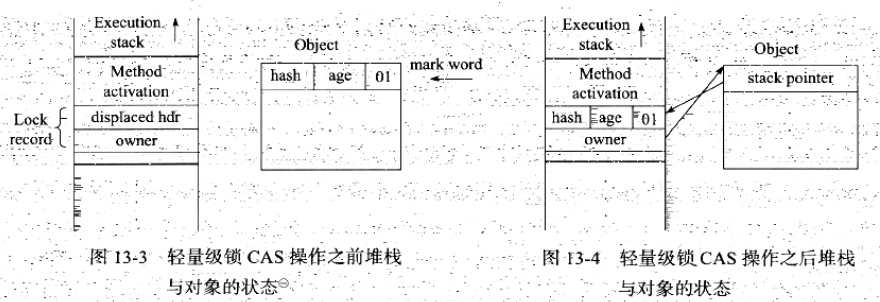 Execution
stack
Method
activation
Lock
record
displaced hdr
owner
Object
hash age 01
mark word
图 13-3 轻量级锁 CAS 操作之前堆栈
与对象的状态㊀
Execution
stack
Method
activation
hash age 01
owner
Object
stack pointer
图 13-4 轻量级锁 CAS 操作之后堆栈
与对象的状态